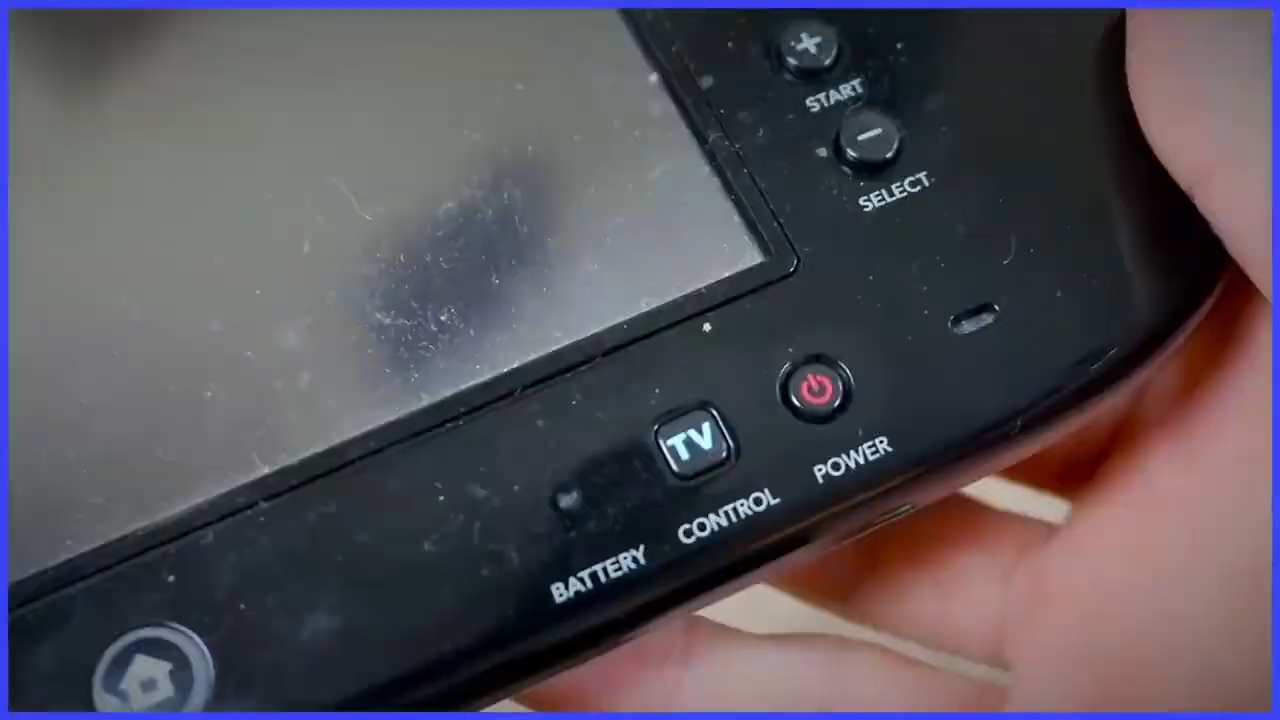 +
START
−
SELECT
TV
POWER
CONTROL
BATTERY